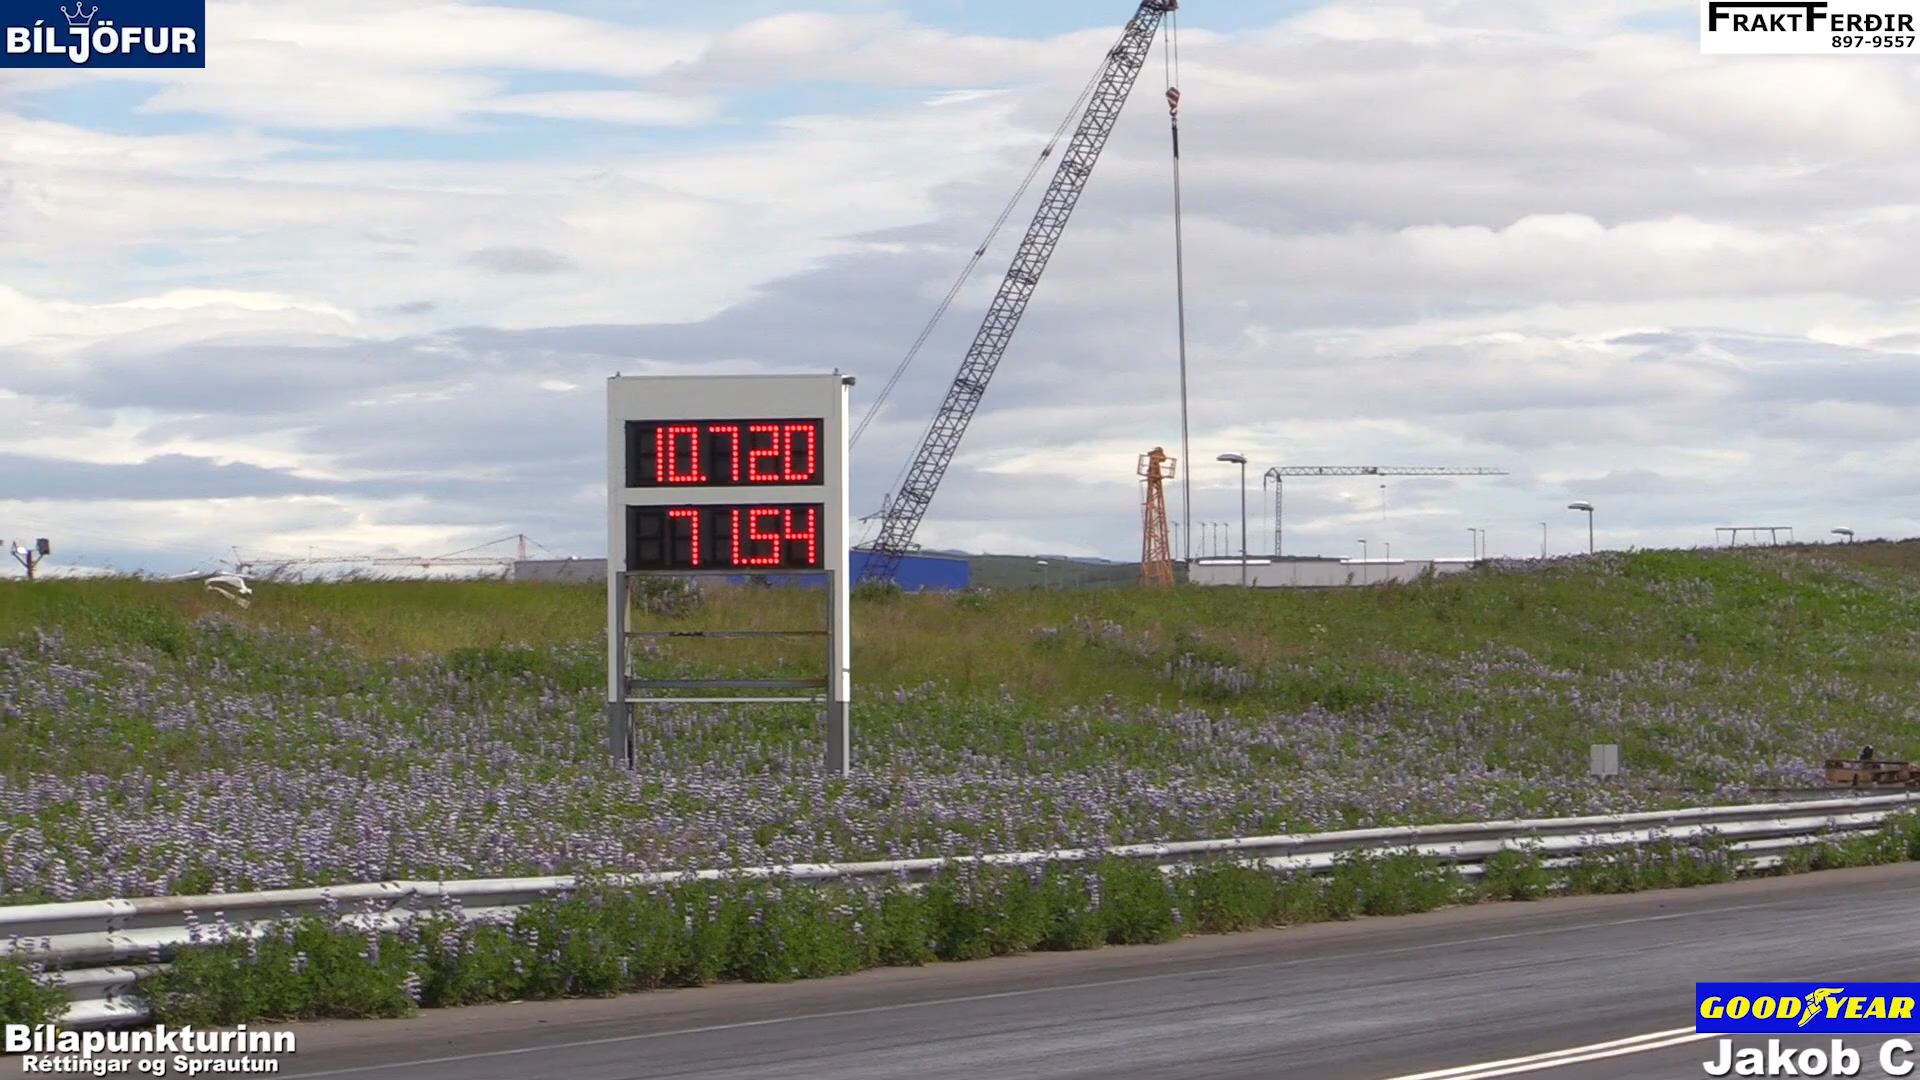 BÍLJÖFUR
FRAKTFERÐIR
897-9557
10.720
71.54
GOODYEAR
Bílapunkturinn
Réttingar og Sprautun
Jakob C